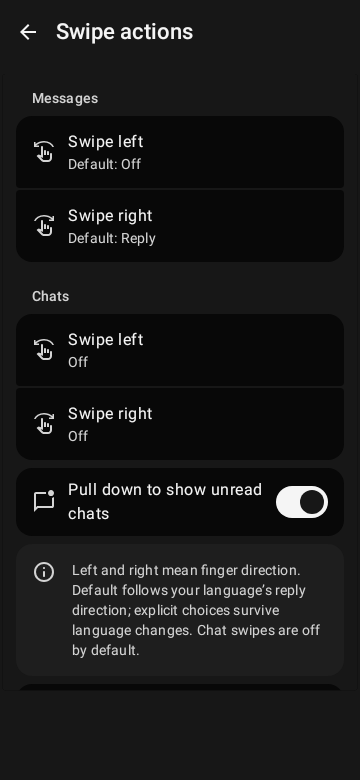 Swipe actions
Messages
Swipe left
Default: Off
Swipe right
Default: Reply
Chats
Swipe left
Off
Swipe right
Off
Pull down to show unread
chats
Left and right mean finger direction.
Default follows your language’s reply
direction; explicit choices survive
language changes. Chat swipes are off
by default.